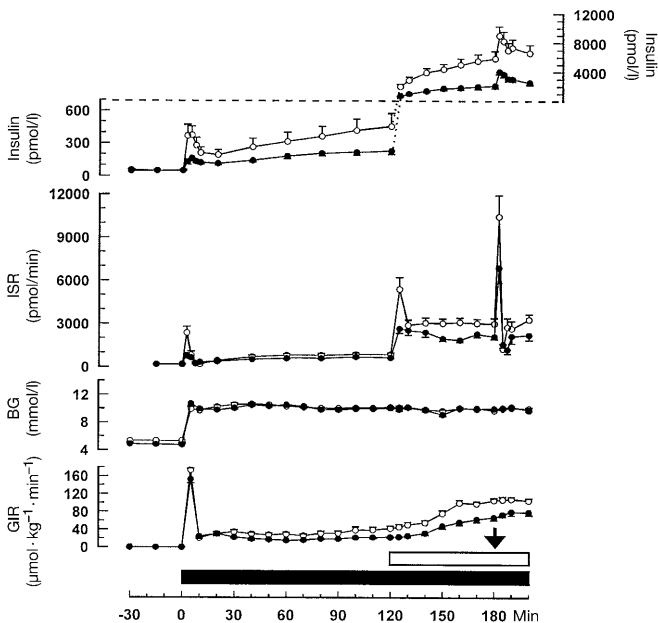 12000
8000
4000
Insulin
(pmol/l)
600
300
0
Insulin
(pmol/l)
12000
9000
6000
3000
0
ISR
(pmol/min)
12
8
4
BG
(mmol/l)
160
120
80
40
0
GIR
(µmol·kg⁻¹·min⁻¹)
-30 0 30 60 90 120 150 180 Min